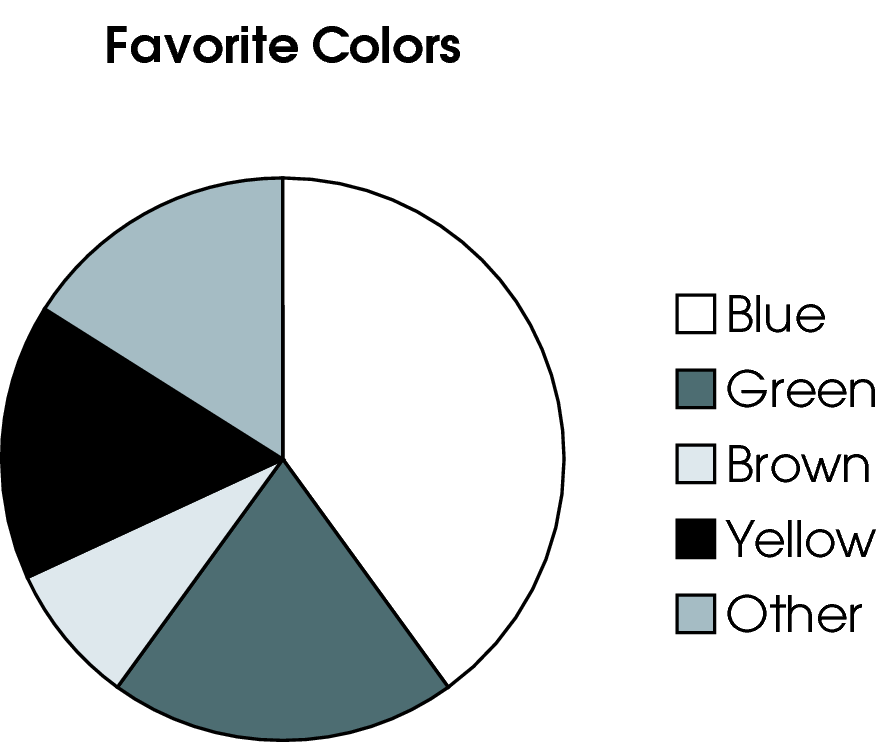 Favorite Colors
Blue
Green
Brown
Yellow
Other